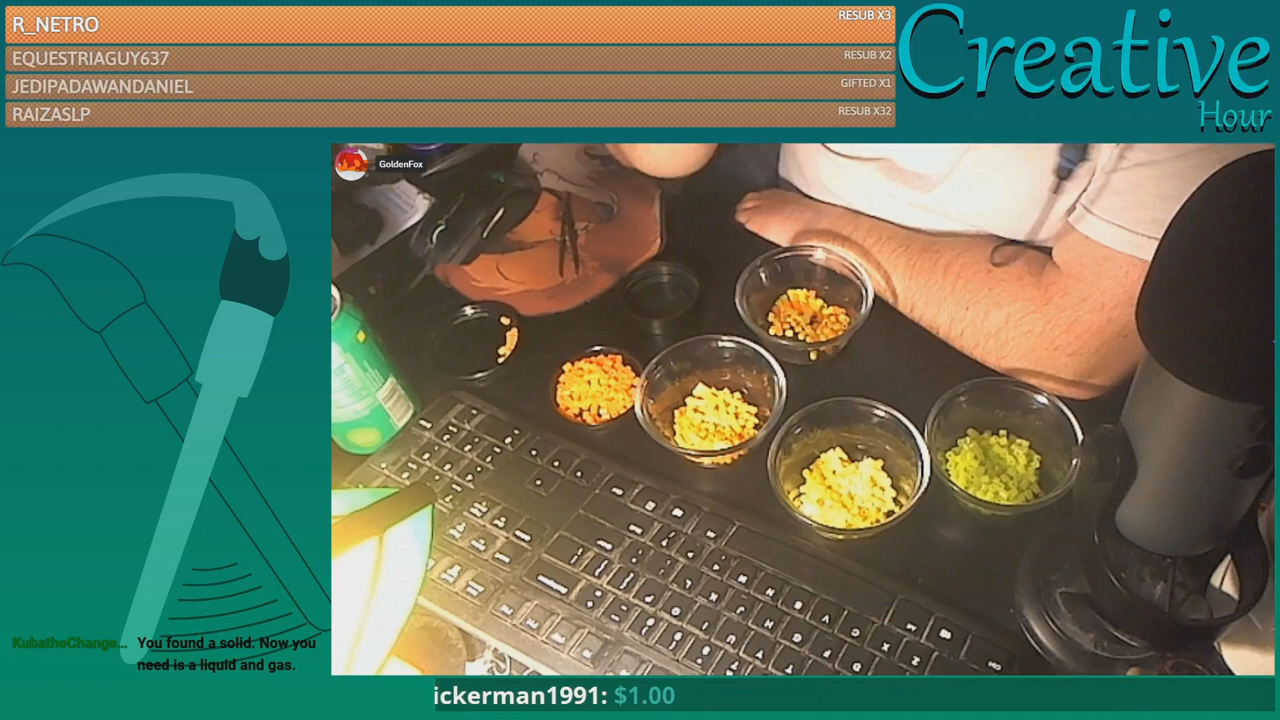 R_NETRO RESUB X3
EQUESTRIAGUY637 RESUB X2
JEDIPADAWANDANIEL GIFTED X1
RAIZASLP RESUB X32
Creative
Hour
GoldenFox
KubatheChange... You found a solid. Now you
need is a liquid and gas.
ickerman1991: $1.00